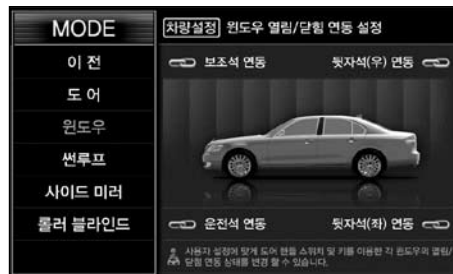 MODE
이 전
도 어
윈도우
썬루프
사이드 미러
롤러 블라인드
차량설정 윈도우 열림/닫힘 연동 설정
보조석 연동
뒷자석(우) 연동
운전석 연동
뒷자석(좌) 연동
사용자 설정에 맞게 도어 핸들 스위치 및 키를 이용한 각 윈도우의 열림/
닫힘 연동 상태를 변경 할 수 있습니다.